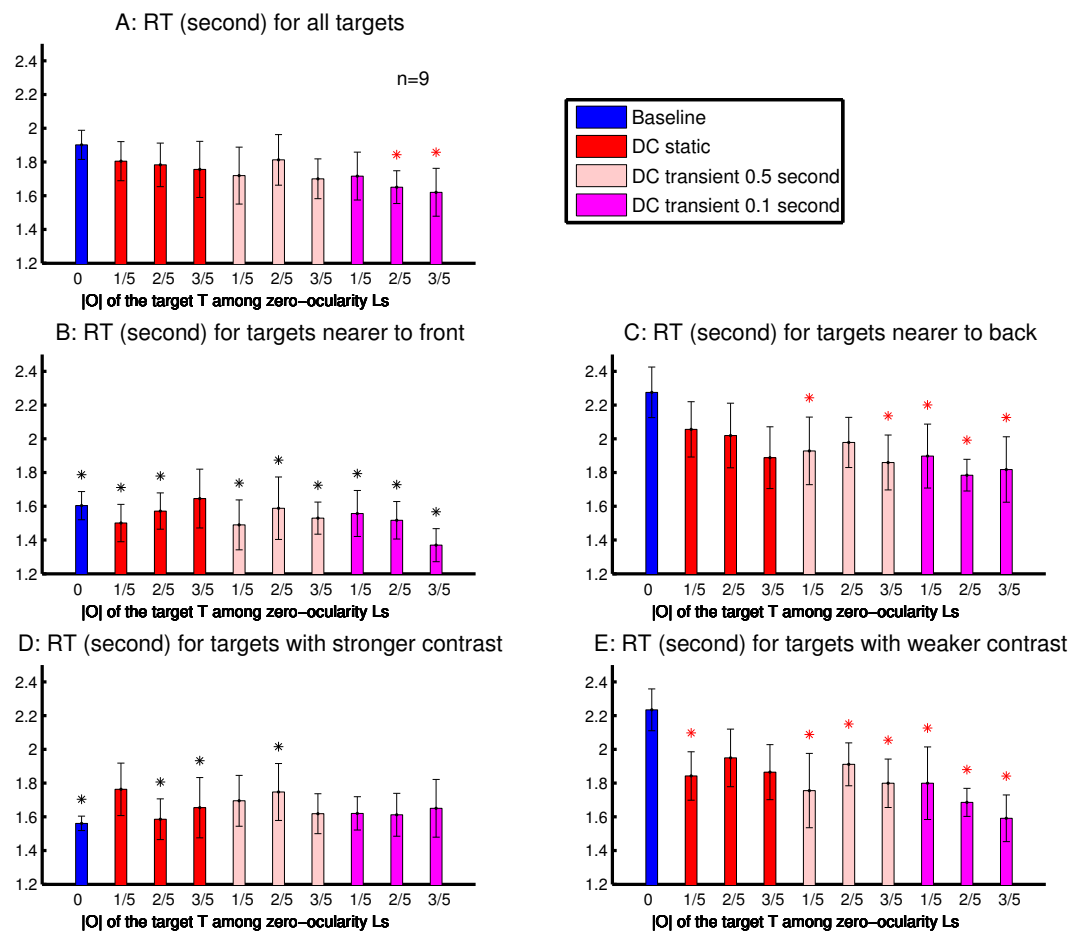 A: RT (second) for all targets
2.4
2.2
2
1.8
1.6
1.4
1.2
n=9
* *
0 1/5 2/5 3/5 1/5 2/5 3/5 1/5 2/5 3/5
|O| of the target T among zero−ocularity Ls
Baseline
DC static
DC transient 0.5 second
DC transient 0.1 second
B: RT (second) for targets nearer to front
2.4
2.2
2
1.8
1.6
1.4
1.2
* * * * * * * * *
0 1/5 2/5 3/5 1/5 2/5 3/5 1/5 2/5 3/5
|O| of the target T among zero−ocularity Ls
C: RT (second) for targets nearer to back
2.4
2.2
2
1.8
1.6
1.4
1.2
* * * * *
0 1/5 2/5 3/5 1/5 2/5 3/5 1/5 2/5 3/5
|O| of the target T among zero−ocularity Ls
D: RT (second) for targets with stronger contrast
2.4
2.2
2
1.8
1.6
1.4
1.2
* * * *
0 1/5 2/5 3/5 1/5 2/5 3/5 1/5 2/5 3/5
|O| of the target T among zero−ocularity Ls
E: RT (second) for targets with weaker contrast
2.4
2.2
2
1.8
1.6
1.4
1.2
* * * * * * *
0 1/5 2/5 3/5 1/5 2/5 3/5 1/5 2/5 3/5
|O| of the target T among zero−ocularity Ls